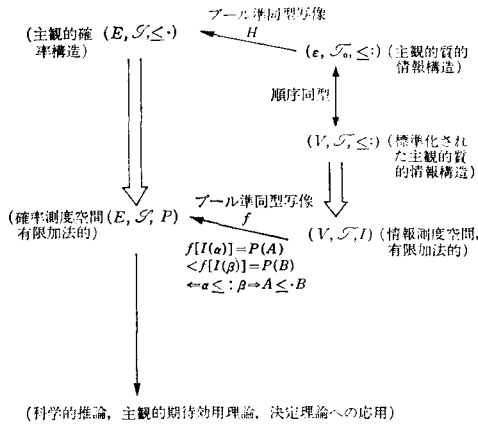 ブール準同型写像
H
(主観的確
率構造)
(E, 𝒮, ≤·)
(ε, 𝒯₀, ≤:)
(主観的質的
情報構造)
順序同型
(V, 𝒯, ≤:)
(標準化され
た主観的質
的情報構造)
ブール準同型写像
f
(確率測度空間
有限加法的)
(E, 𝒮, P)
(V, 𝒯, I)
(情報測度空間,
有限加法的)
f[I(α)]=P(A)
<f[I(β)]=P(B)
⇐α≤:β⇒A≤·B
(科学的推論, 主観的期待効用理論, 決定理論への応用)